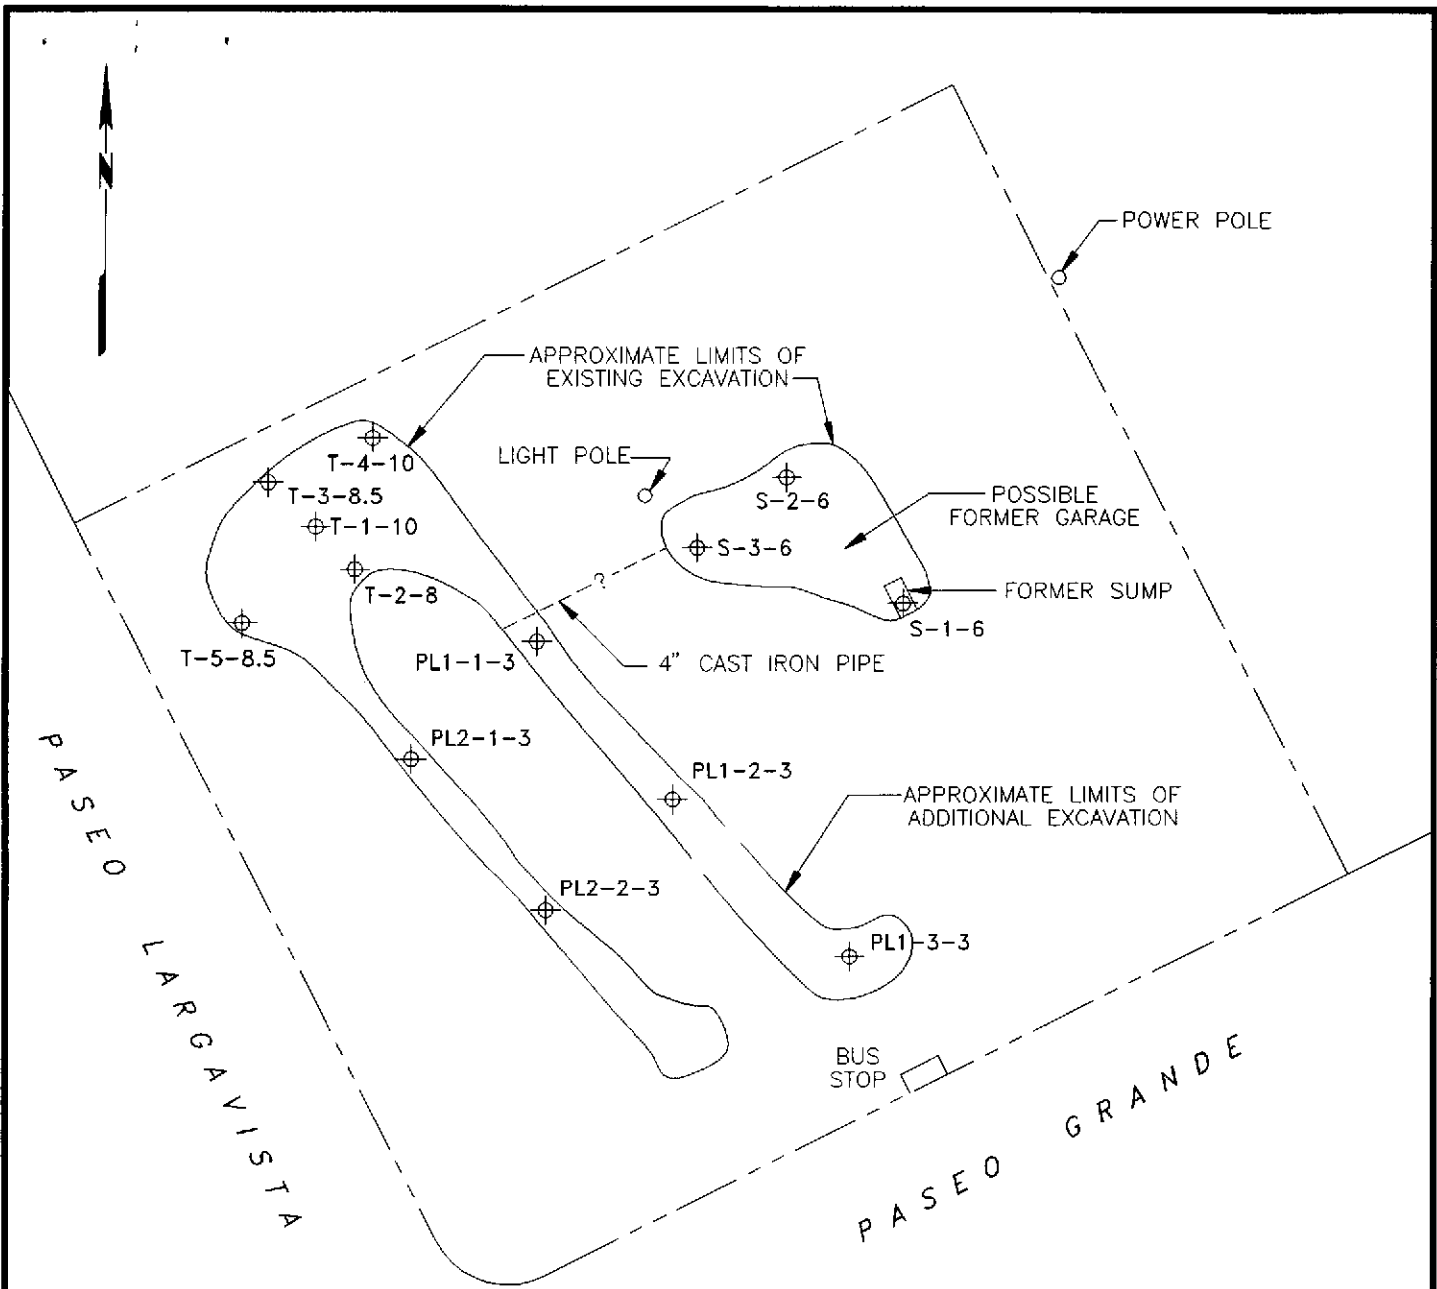 N
POWER POLE
APPROXIMATE LIMITS OF
EXISTING EXCAVATION
T-4-10
LIGHT POLE
T-3-8.5
S-2-6
POSSIBLE
FORMER GARAGE
T-1-10
S-3-6
?
T-2-8
FORMER SUMP
S-1-6
T-5-8.5
PL1-1-3
4" CAST IRON PIPE
PL2-1-3
PL1-2-3
APPROXIMATE LIMITS OF
ADDITIONAL EXCAVATION
PL2-2-3
PL1-3-3
PASEO LARGAVISTA
BUS
STOP
PASEO GRANDE